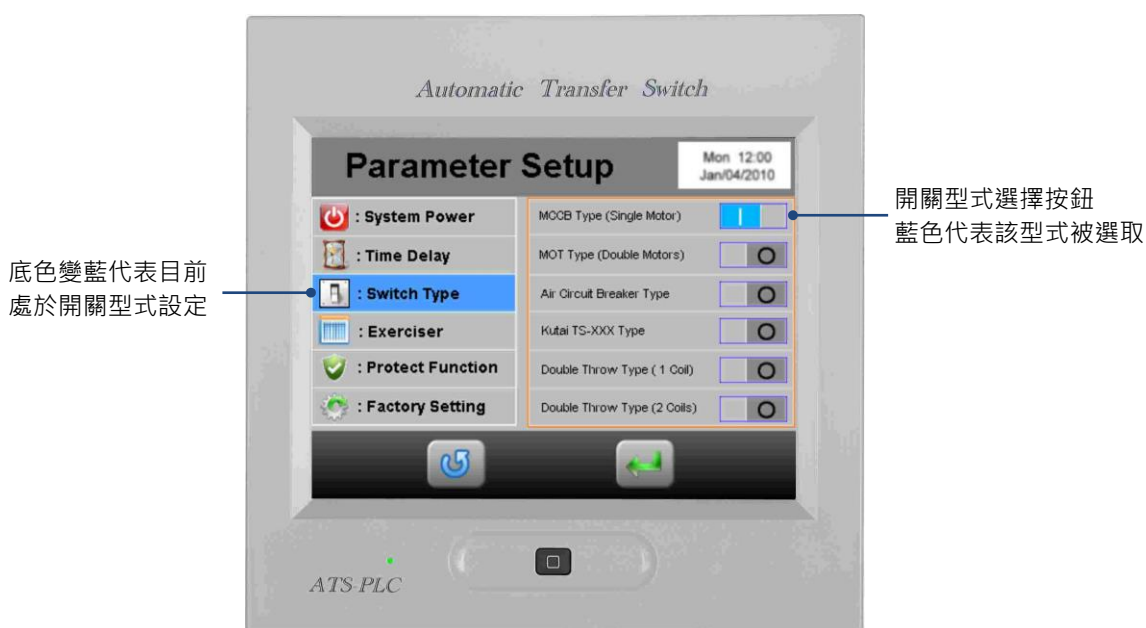 Automatic Transfer Switch
Parameter Setup
Mon 12:00
Jan/04/2010
: System Power
: Time Delay
: Switch Type
: Exerciser
: Protect Function
: Factory Setting
MCCB Type (Single Motor)
MOT Type (Double Motors)
Air Circuit Breaker Type
Kutai TS-XXX Type
Double Throw Type ( 1 Coil)
Double Throw Type (2 Coils)
底色變藍代表目前
處於開關型式設定
開關型式選擇按鈕
藍色代表該型式被選取
ATS-PLC